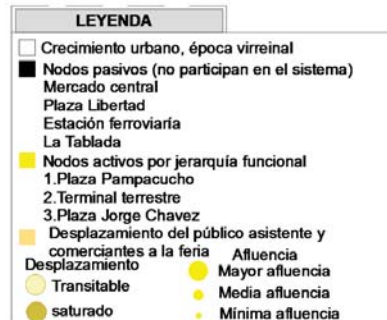 LEYENDA
Crecimiento urbano, época virreinal
Nodos pasivos (no participan en el sistema)
Mercado central
Plaza Libertad
Estación ferroviaría
La Tablada
Nodos activos por jerarquía funcional
1.Plaza Pampacucho
2.Terminal terrestre
3.Plaza Jorge Chavez
Desplazamiento del público asistente y
comerciantes a la feria
Desplazamiento
Transitable
saturado
Afluencia
Mayor afluencia
Media afluencia
Mínima afluencia